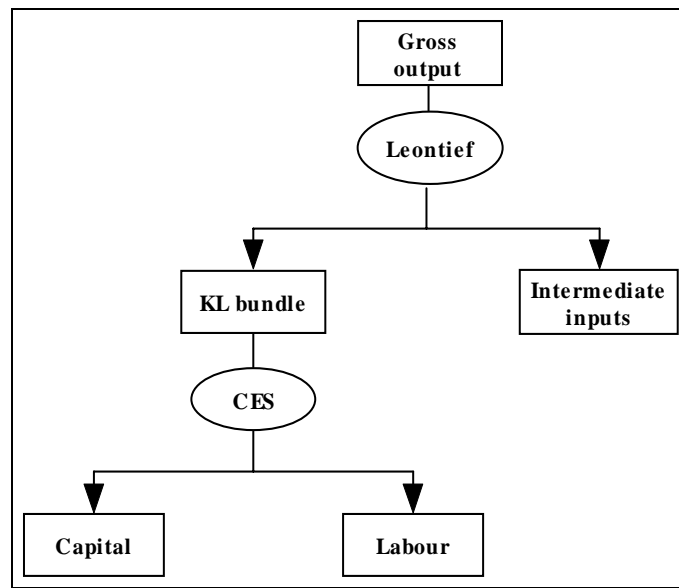 Gross
output
Leontief
KL bundle
Intermediate
inputs
CES
Capital
Labour